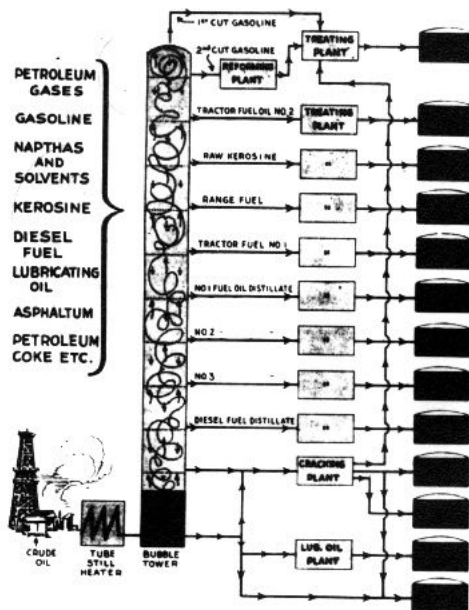 1ST CUT GASOLINE
2ND CUT GASOLINE
REFORMING
PLANT
TREATING
PLANT
PETROLEUM
GASES
GASOLINE
NAPTHAS
AND
SOLVENTS
KEROSINE
DIESEL
FUEL
LUBRICATING
OIL
ASPHALTUM
PETROLEUM
COKE ETC.
TRACTOR FUEL OIL NO.2
TREATING
PLANT
RAW KEROSINE
RANGE FUEL
TRACTOR FUEL NO 1
NO 1 FUEL OIL DISTILLATE
NO 2
NO 3
DIESEL FUEL DISTILLATE
CRACKING
PLANT
LUB. OIL
PLANT
CRUDE
OIL
TUBE
STILL
HEATER
BUBBLE
TOWER